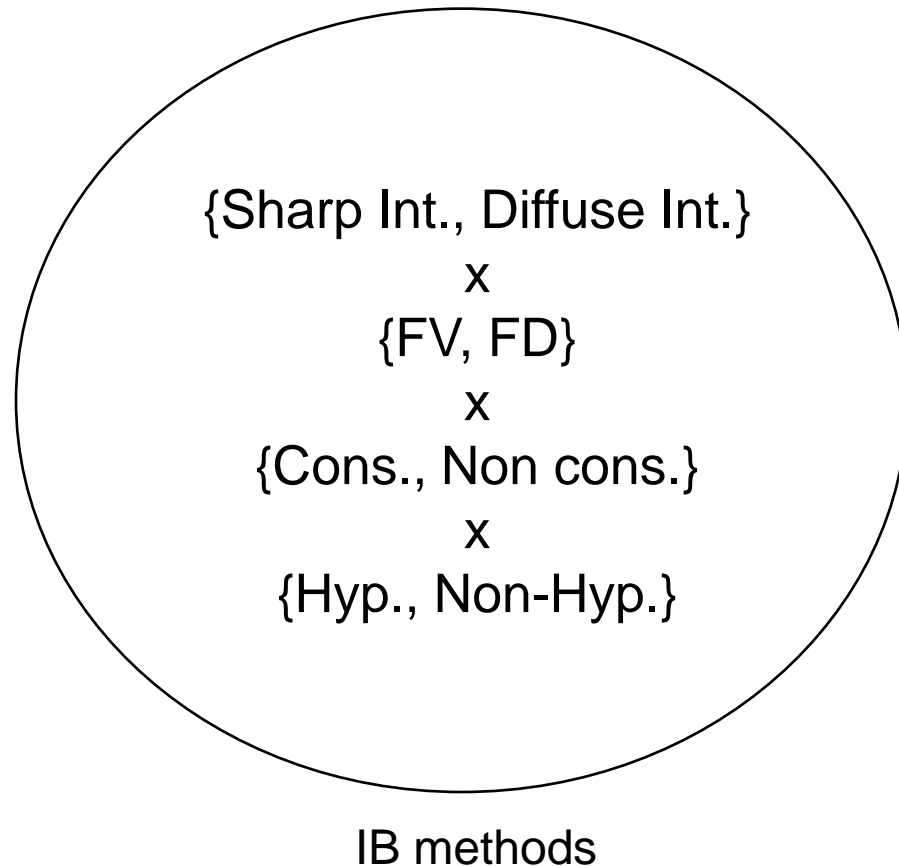 {Sharp Int., Diffuse Int.}
x
{FV, FD}
x
{Cons., Non cons.}
x
{Hyp., Non-Hyp.}
IB methods